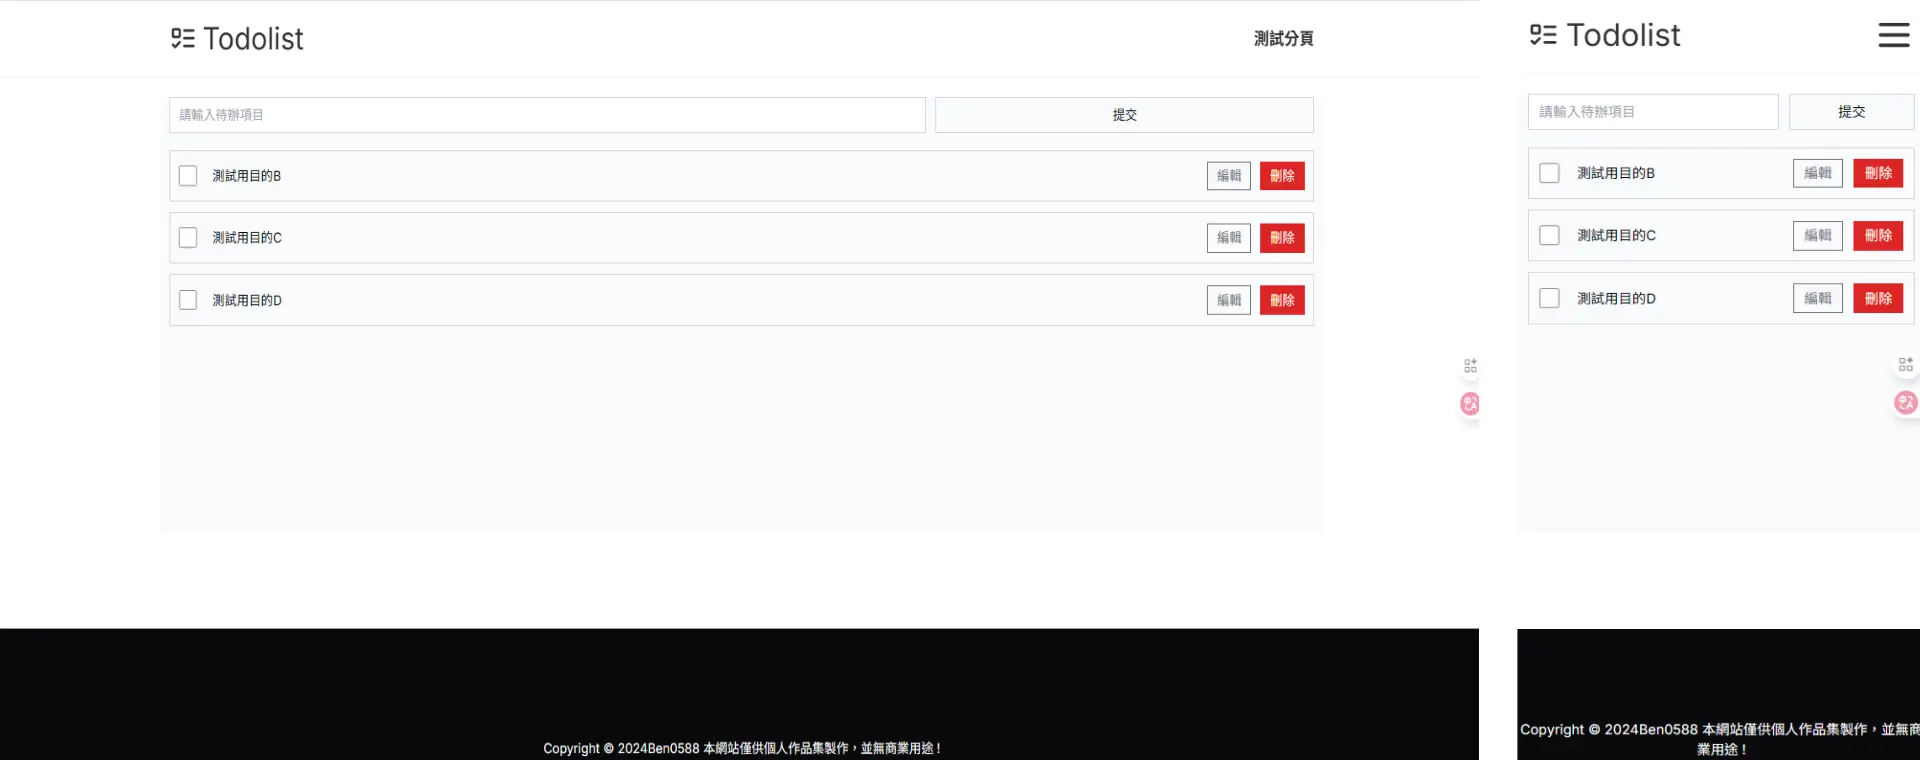 Todolist
測試分頁
請輸入待辦項目
提交
測試用目的B
編輯
刪除
測試用目的C
編輯
刪除
測試用目的D
編輯
刪除
Copyright © 2024Ben0588 本網站僅供個人作品集製作，並無商業用途！
Todolist
請輸入待辦項目
提交
測試用目的B
編輯
刪除
測試用目的C
編輯
刪除
測試用目的D
編輯
刪除
Copyright © 2024Ben0588 本網站僅供個人作品集製作，並無商
業用途！